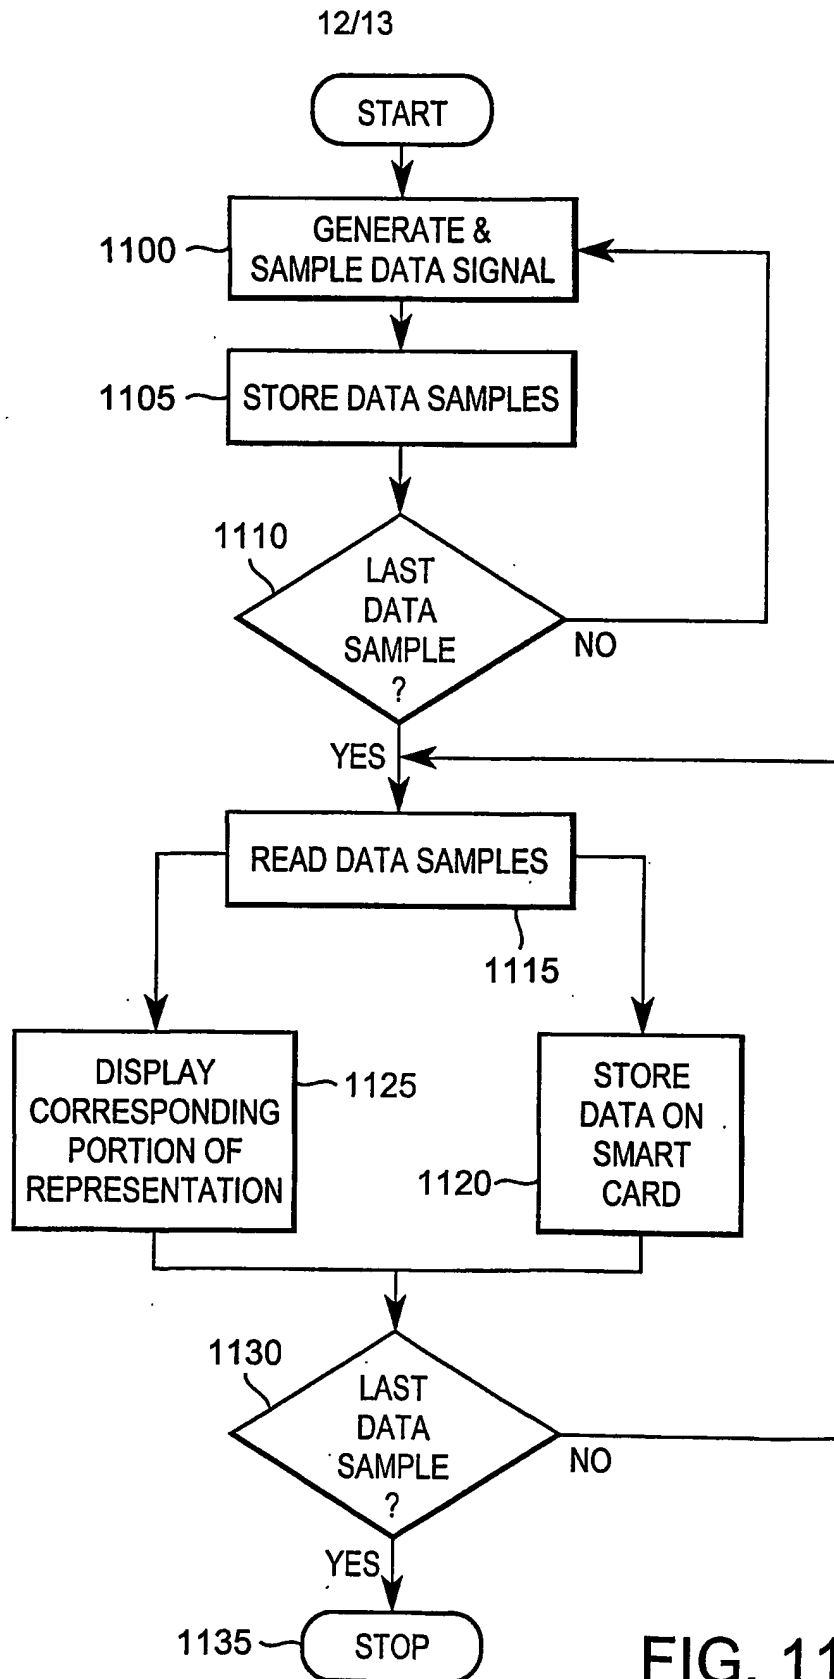 12/13
START
1100
GENERATE &
SAMPLE DATA SIGNAL
1105
STORE DATA SAMPLES
1110
LAST
DATA
SAMPLE
?
NO
YES
READ DATA SAMPLES
1115
DISPLAY
CORRESPONDING
PORTION OF
REPRESENTATION
1125
STORE
DATA ON
SMART
CARD
1120
1130
LAST
DATA
SAMPLE
?
NO
YES
1135
STOP
FIG. 11